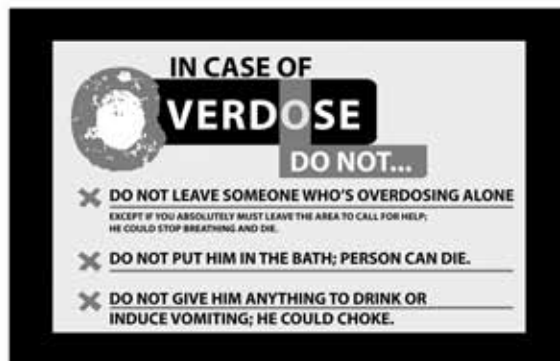 IN CASE OF
OVERDOSE
DO NOT...
DO NOT LEAVE SOMEONE WHO'S OVERDOSING ALONE
EXCEPT IF YOU ABSOLUTELY MUST LEAVE THE AREA TO CALL FOR HELP;
HE COULD STOP BREATHING AND DIE.
DO NOT PUT HIM IN THE BATH; PERSON CAN DIE.
DO NOT GIVE HIM ANYTHING TO DRINK OR
INDUCE VOMITING; HE COULD CHOKE.